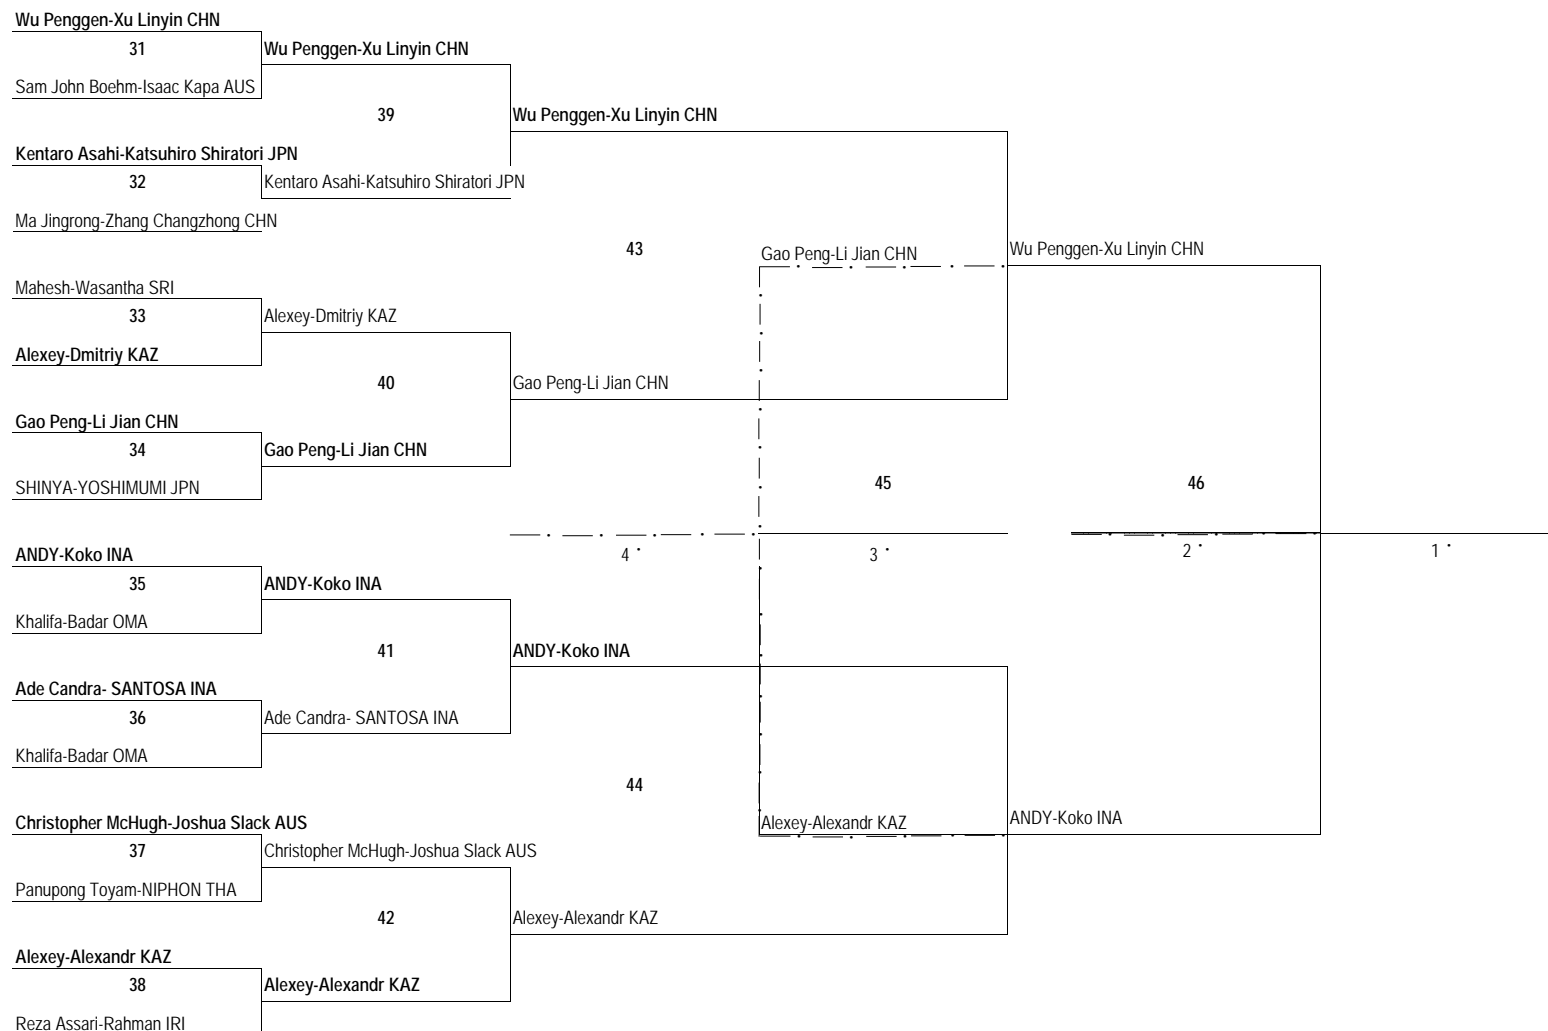 Wu Penggen-Xu Linyin CHN
31
Wu Penggen-Xu Linyin CHN
Sam John Boehm-Isaac Kapa AUS
39
Wu Penggen-Xu Linyin CHN
Kentaro Asahi-Katsuhiro Shiratori JPN
32
Kentaro Asahi-Katsuhiro Shiratori JPN
Ma Jingrong-Zhang Changzhong CHN
43
Gao Peng-Li Jian CHN
Wu Penggen-Xu Linyin CHN
Mahesh-Wasantha SRI
33
Alexey-Dmitriy KAZ
Alexey-Dmitriy KAZ
40
Gao Peng-Li Jian CHN
Gao Peng-Li Jian CHN
34
Gao Peng-Li Jian CHN
SHINYA-YOSHIMUMI JPN
45
46
ANDY-Koko INA
4.
3.
2.
1.
35
ANDY-Koko INA
Khalifa-Badar OMA
41
ANDY-Koko INA
Ade Candra- SANTOSA INA
36
Ade Candra- SANTOSA INA
Khalifa-Badar OMA
44
Christopher McHugh-Joshua Slack AUS
Alexey-Alexandr KAZ
ANDY-Koko INA
37
Christopher McHugh-Joshua Slack AUS
Panupong Toyam-NIPHON THA
42
Alexey-Alexandr KAZ
Alexey-Alexandr KAZ
38
Alexey-Alexandr KAZ
Reza Assari-Rahman IRI